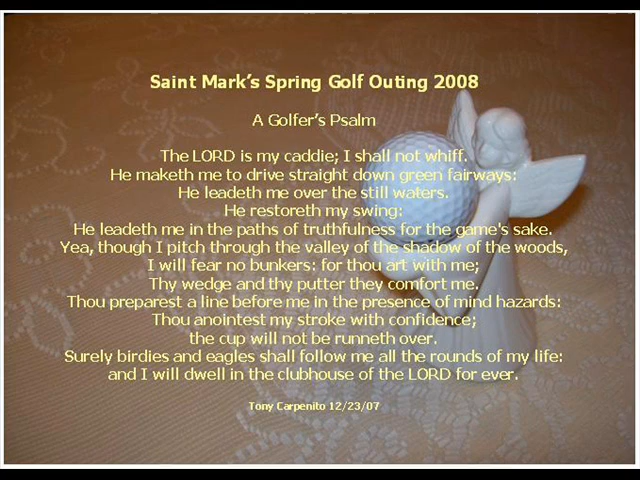 Saint Mark's Spring Golf Outing 2008
A Golfer's Psalm
The LORD is my caddie; I shall not whiff.
He maketh me to drive straight down green fairways:
He leadeth me over the still waters.
He restoreth my swing:
He leadeth me in the paths of truthfulness for the game's sake.
Yea, though I pitch through the valley of the shadow of the woods,
I will fear no bunkers: for thou art with me;
Thy wedge and thy putter they comfort me.
Thou preparest a line before me in the presence of mind hazards:
Thou anointest my stroke with confidence;
the cup will not be runneth over.
Surely birdies and eagles shall follow me all the rounds of my life:
and I will dwell in the clubhouse of the LORD for ever.
Tony Carpenito 12/23/07